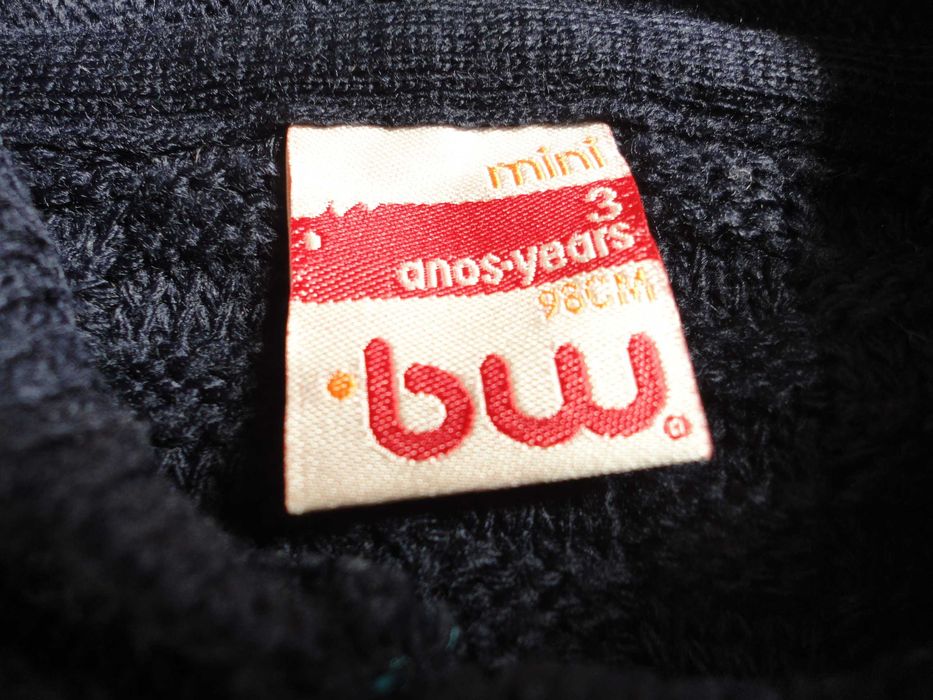 mini
3
anos·years
98CM
bw